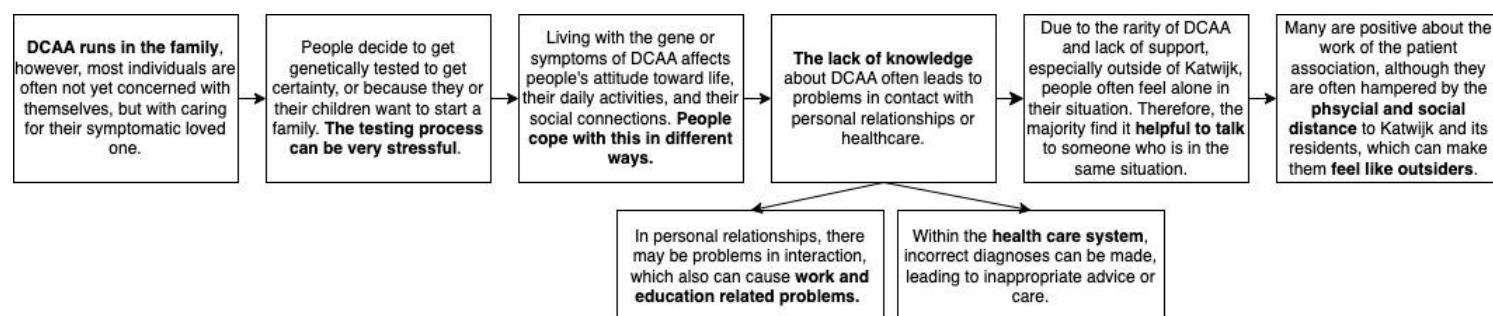 DCAA runs in the family,
however, most individuals are
often not yet concerned with
themselves, but with caring
for their symptomatic loved
one.
People decide to get
genetically tested to get
certainty, or because they or
their children want to start a
family. The testing process
can be very stressful.
Living with the gene or
symptoms of DCAA affects
people's attitude toward life,
their daily activities, and their
social connections. People
cope with this in different
ways.
The lack of knowledge
about DCAA often leads to
problems in contact with
personal relationships or
healthcare.
Due to the rarity of DCAA
and lack of support,
especially outside of Katwijk,
people often feel alone in
their situation. Therefore, the
majority find it helpful to talk
to someone who is in the
same situation.
Many are positive about the
work of the patient
association, although they
are often hampered by the
phsycial and social
distance to Katwijk and its
residents, which can make
them feel like outsiders.
In personal relationships, there
may be problems in interaction,
which also can cause work and
education related problems.
Within the health care system,
incorrect diagnoses can be made,
leading to inappropriate advice or
care.